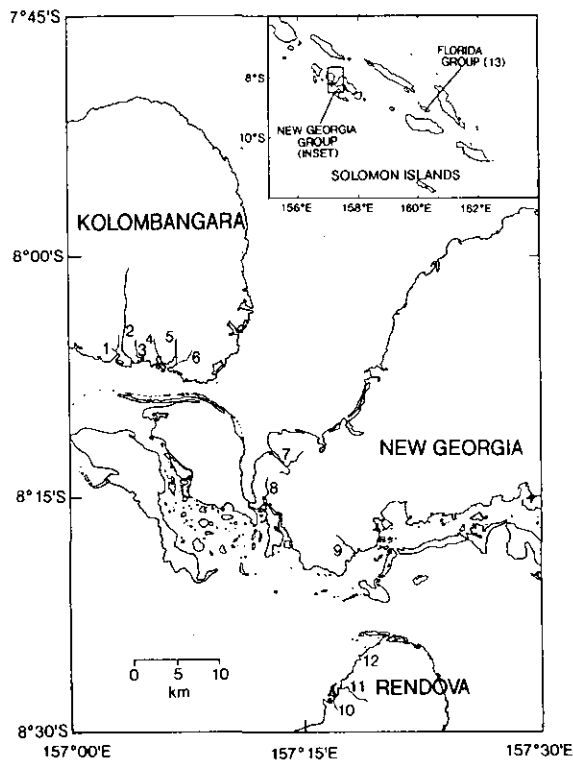 7°45'S
FLORIDA
GROUP (13)
8°S
10°S
NEW GEORGIA
GROUP
(INSET)
SOLOMON ISLANDS
156°E 158°E 160°E 162°E
KOLOMBANGARA
8°00'S
1 2 3 4 5 6
7
NEW GEORGIA
8
8°15'S
9
12
0 5 10
km
11 RENDOVA
10
8°30'S
157°00'E 157°15'E 157°30'E